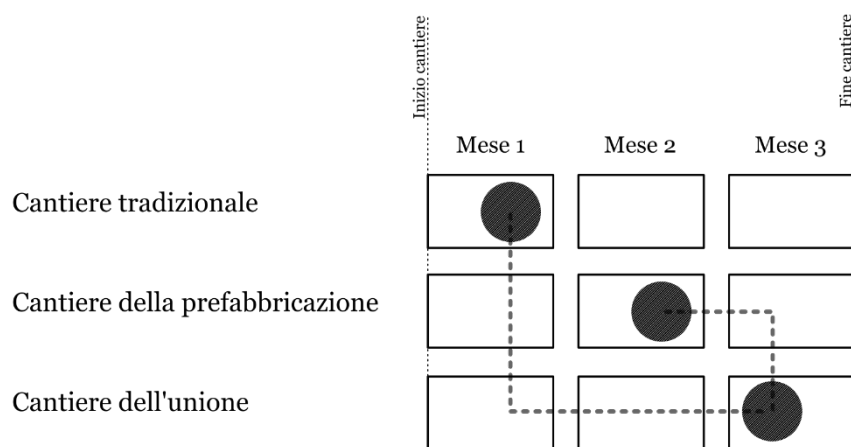 Inizio cantiere
Fine cantiere
Mese 1
Mese 2
Mese 3
Cantiere tradizionale
Cantiere della prefabbricazione
Cantiere dell'unione